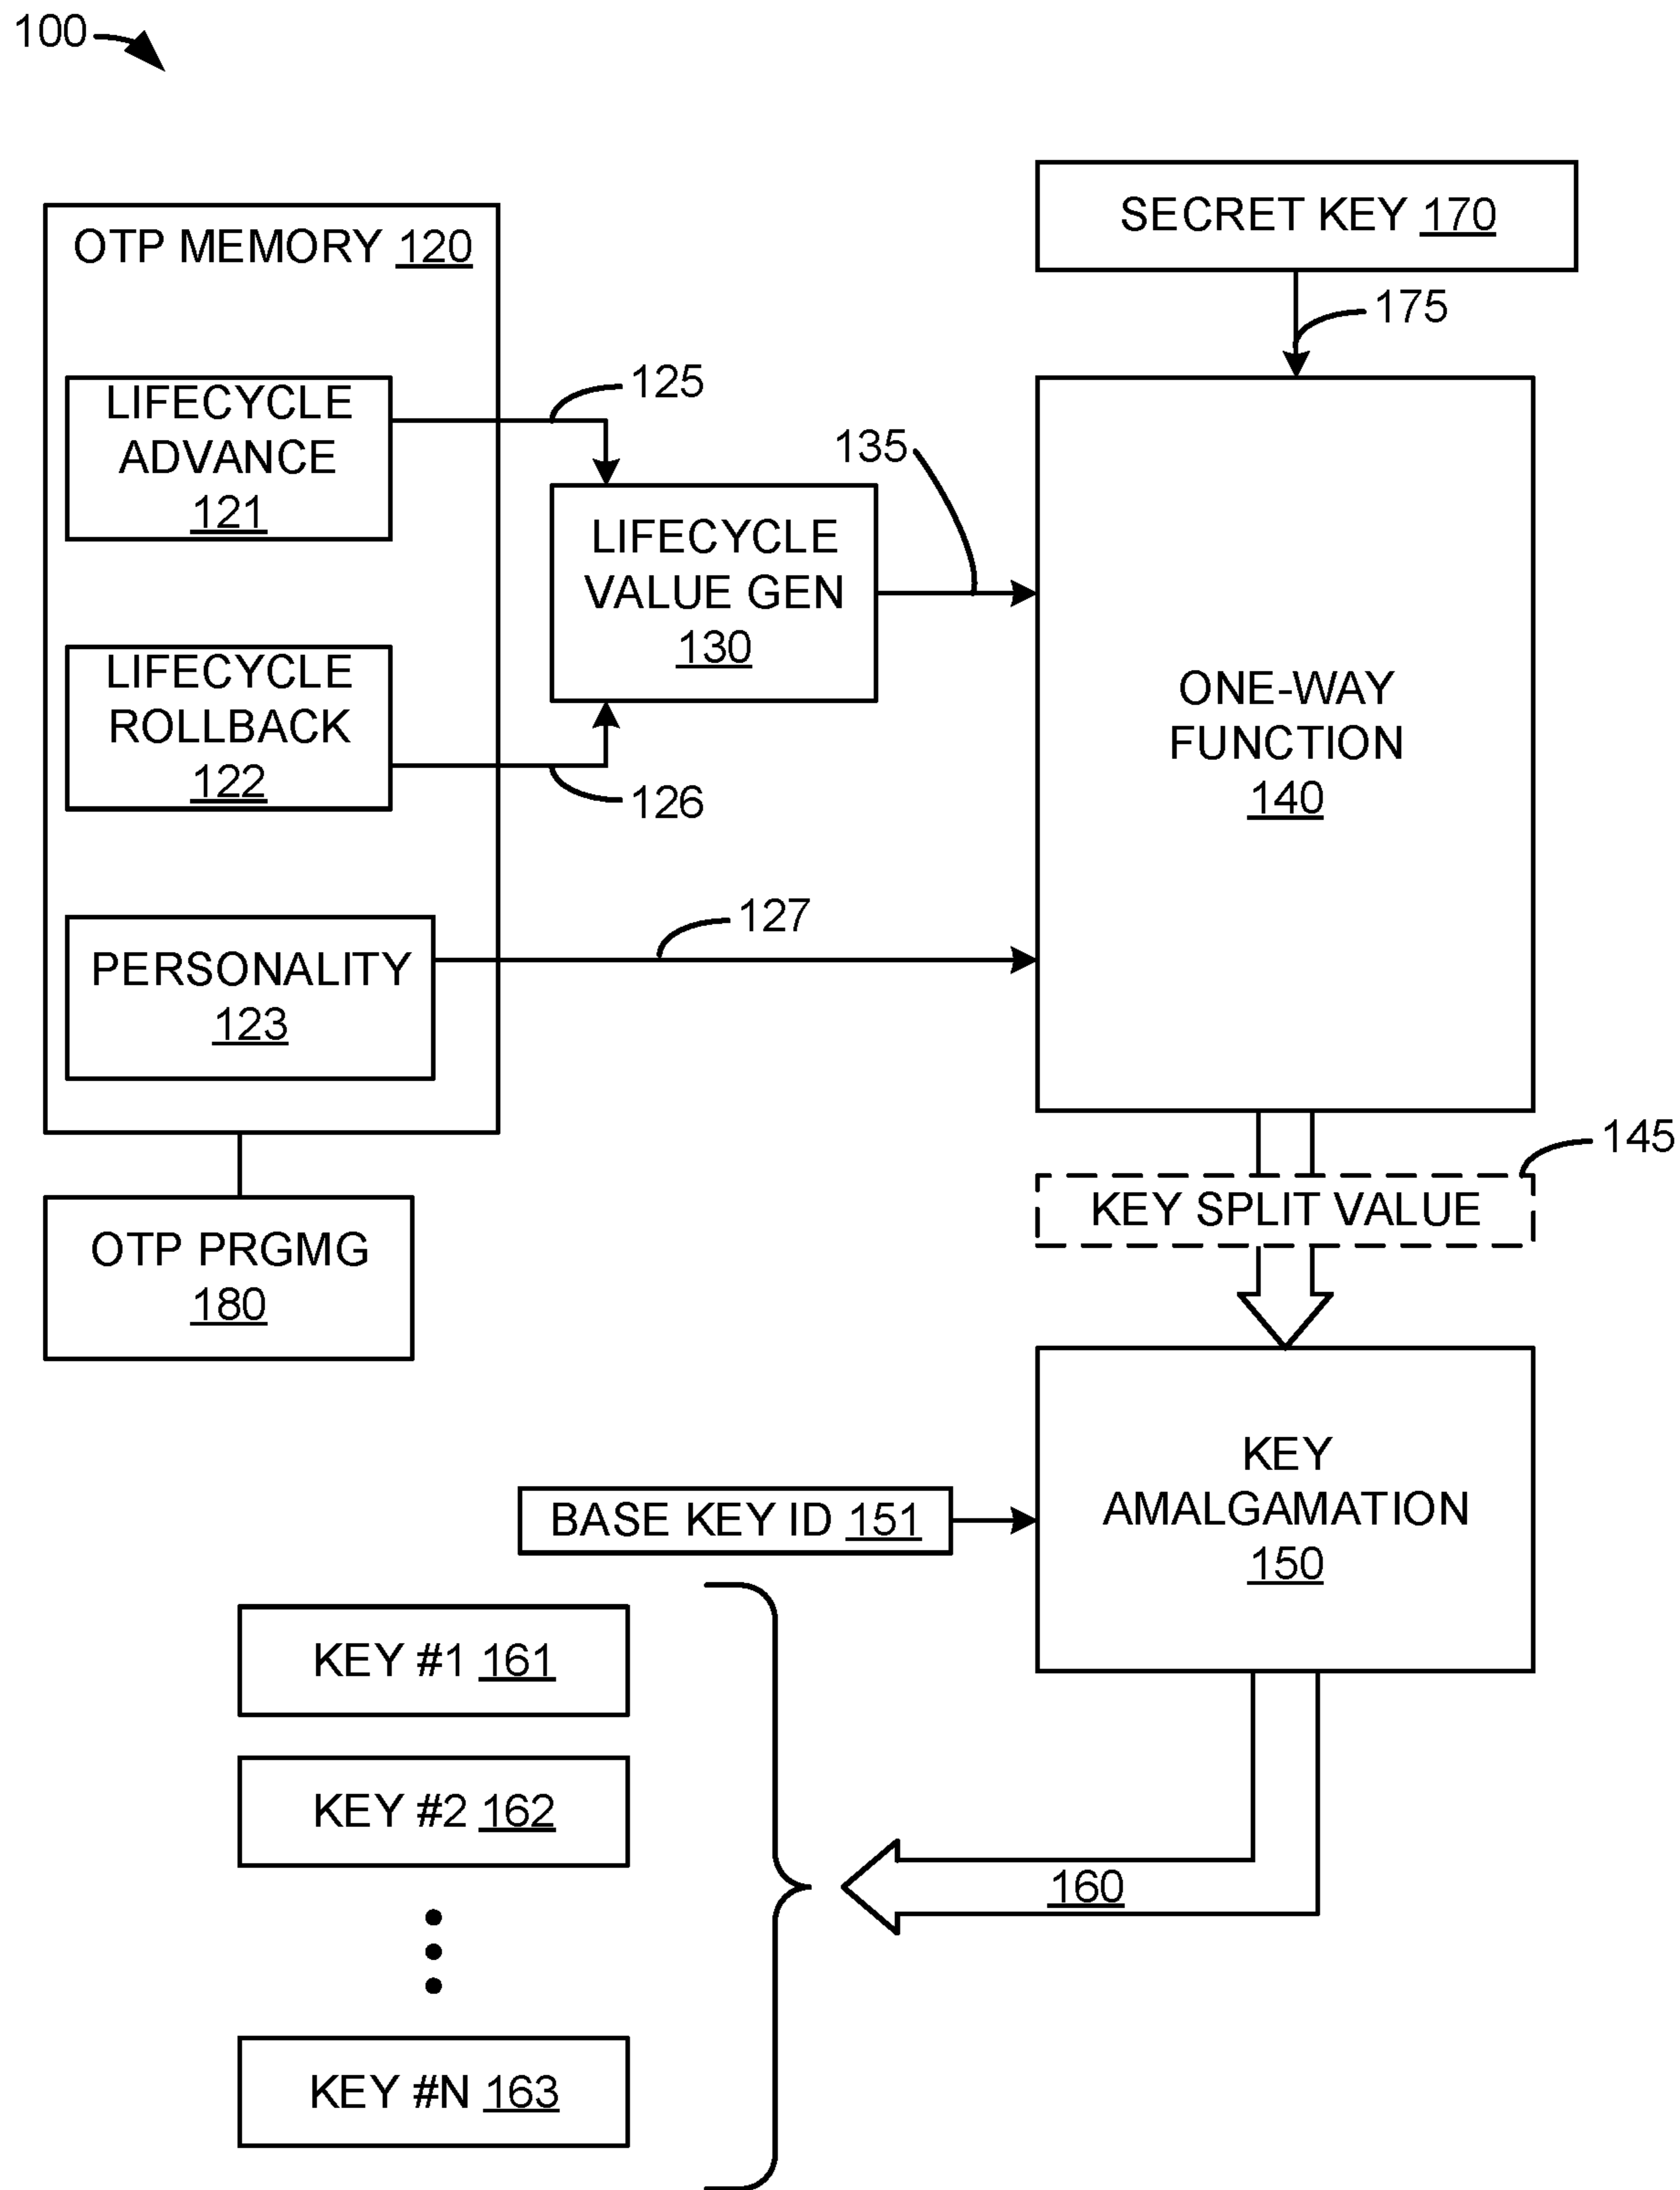 100
SECRET KEY 170
OTP MEMORY 120
175
LIFECYCLE
ADVANCE
121
125
135
LIFECYCLE
VALUE GEN
130
LIFECYCLE
ROLLBACK
122
126
ONE-WAY
FUNCTION
140
127
PERSONALITY
123
145
KEY SPLIT VALUE
OTP PRGMG
180
KEY
AMALGAMATION
150
BASE KEY ID 151
KEY #1 161
KEY #2 162
160
KEY #N 163